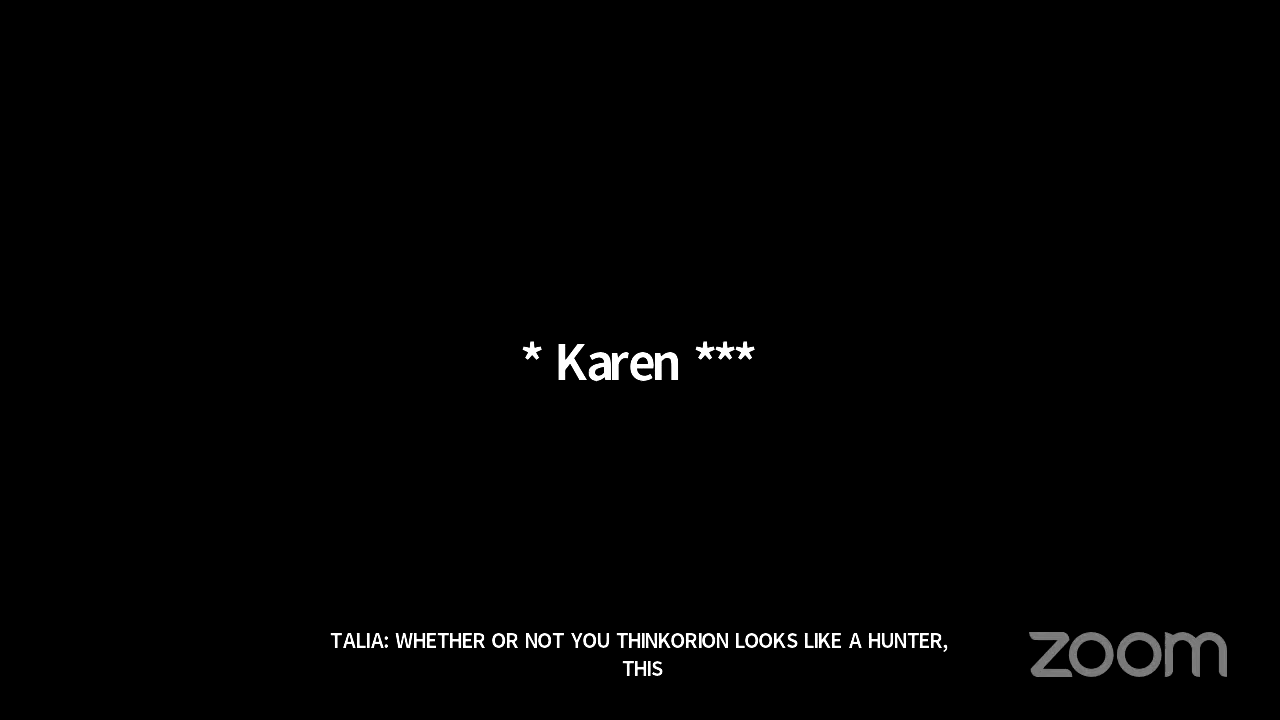 * Karen ***
TALIA: WHETHER OR NOT YOU THINKORION LOOKS LIKE A HUNTER,
THIS
zoom